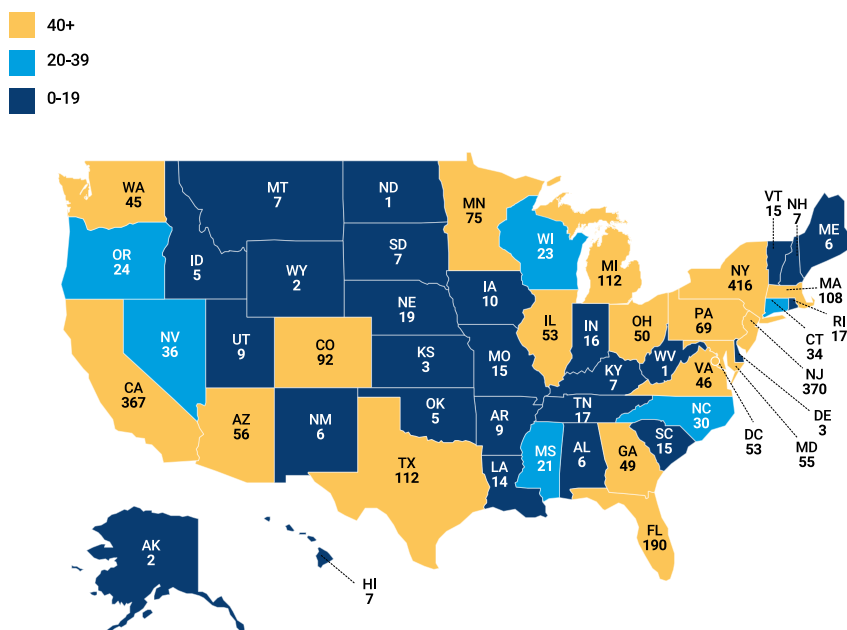 40+
20-39
0-19
WA
45
MT
7
ND
1
MN
75
VT
15
NH
7
ME
6
OR
24
ID
5
SD
7
WI
23
MI
112
NY
416
MA
108
WY
2
IA
10
RI
17
NE
19
PA
69
CT
34
NV
36
UT
9
CO
92
IL
53
IN
16
OH
50
NJ
370
KS
3
MO
15
WV
1
VA
46
KY
7
CA
367
DE
3
AZ
56
NM
6
OK
5
AR
9
TN
17
NC
30
DC
53
MD
55
SC
15
MS
21
AL
6
GA
49
TX
112
LA
14
FL
190
AK
2
HI
7